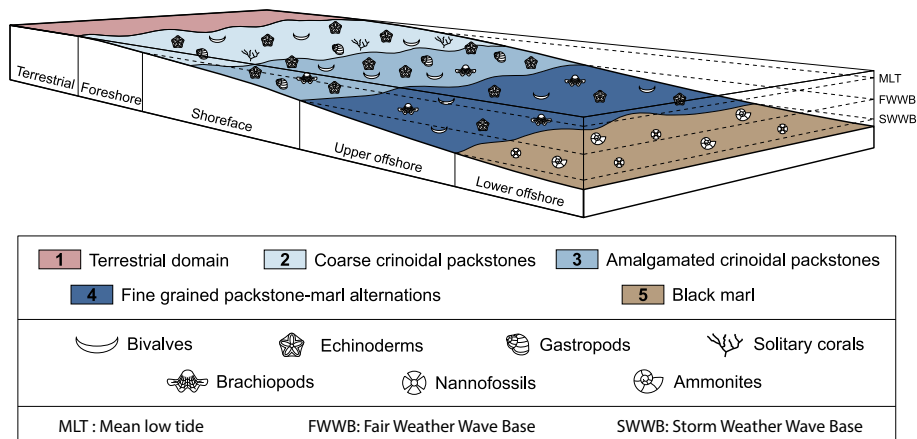 MLT
FWWB
SWWB
Terrestrial
Foreshore
Shoreface
Upper offshore
Lower offshore
1 Terrestrial domain 2 Coarse crinoidal packstones 3 Amalgamated crinoidal packstones
4 Fine grained packstone-marl alternations 5 Black marl
Bivalves Echinoderms Gastropods Solitary corals
Brachiopods Nannofossils Ammonites
MLT : Mean low tide FWWB: Fair Weather Wave Base SWWB: Storm Weather Wave Base